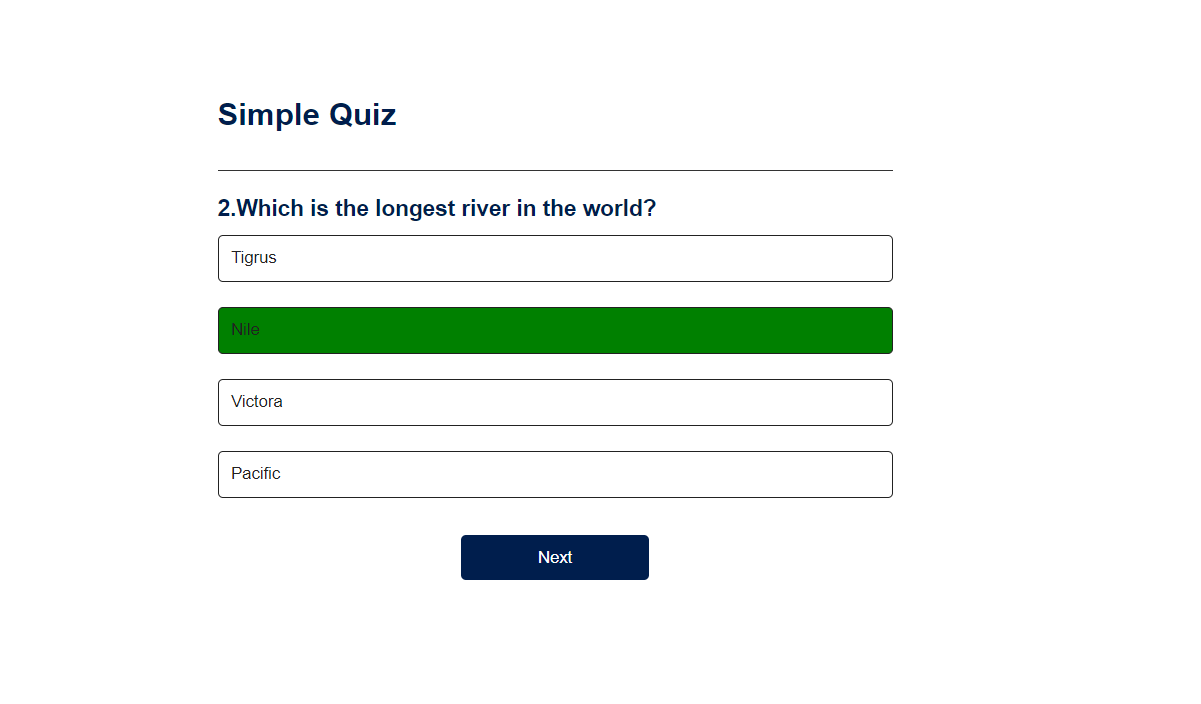 Simple Quiz
2.Which is the longest river in the world?
Tigrus
Nile
Victora
Pacific
Next